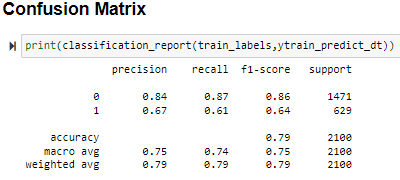 Confusion Matrix
print(classification_report(train_labels,ytrain_predict_dt))
precision recall f1-score support
0 0.84 0.87 0.86 1471
1 0.67 0.61 0.64 629
accuracy 0.79 2100
macro avg 0.75 0.74 0.75 2100
weighted avg 0.79 0.79 0.79 2100